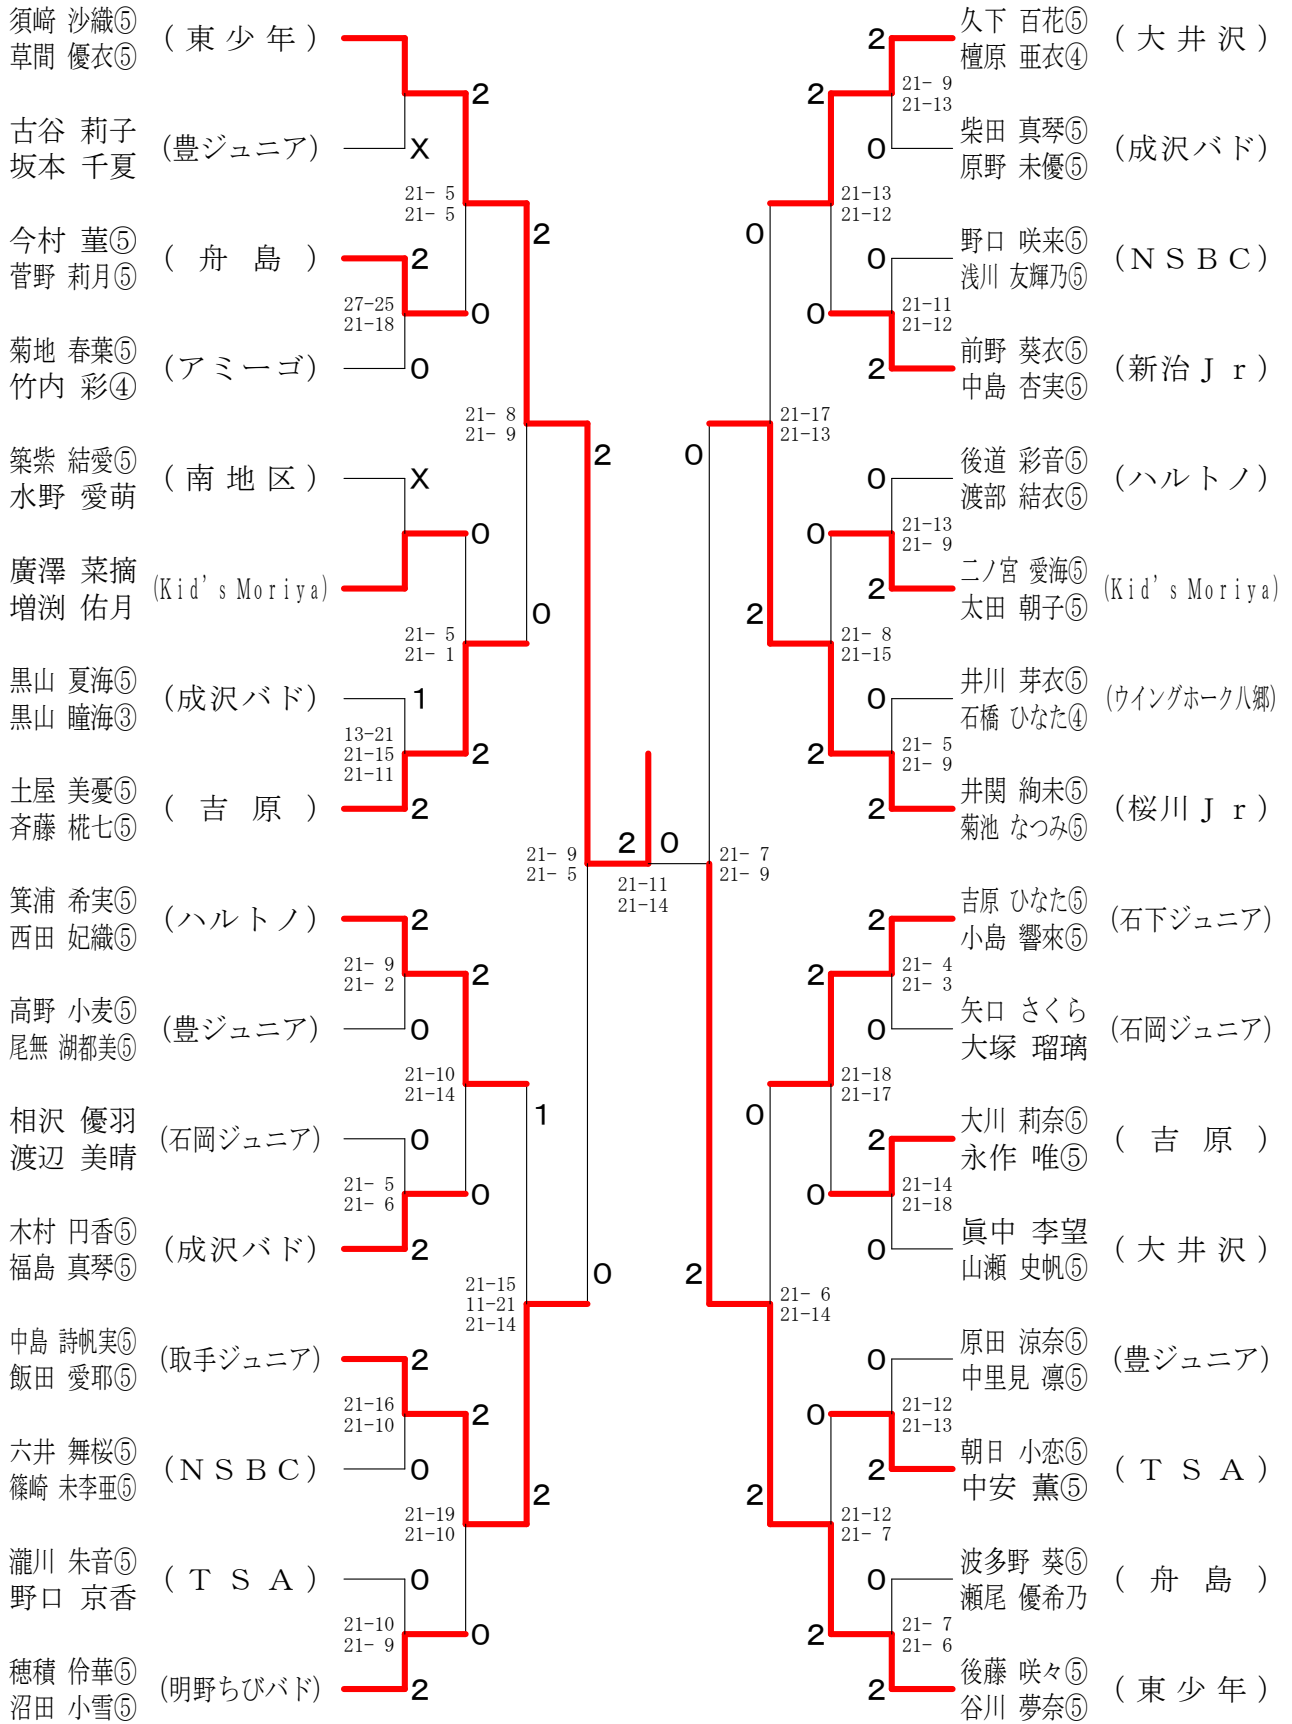 須﨑 沙織⑤
草間 優衣⑤
(東少年)
古谷 莉子
坂本 千夏
(豊ジュニア)
X
2
今村 菫⑤
菅野 莉月⑤
(舟島)
2
27-25
21-18
菊地 春葉⑤
竹内 彩④
(アミーゴ)
0
0
21- 5
21- 5
2
築紫 結愛⑤
水野 愛萌
(南地区)
X
廣澤 菜摘
増渕 佑月
(Kid's Moriya)
0
黒山 夏海⑤
黒山 瞳海③
(成沢バド)
1
13-21
21-15
21-11
土屋 美憂⑤
斉藤 椛七⑤
(吉原)
2
2
21- 5
21- 1
0
21- 8
21- 9
2
箕浦 希実⑤
西田 妃織⑤
(ハルトノ)
2
21- 9
21- 2
高野 小麦⑤
尾無 湖都美⑤
(豊ジュニア)
0
2
相沢 優羽
渡辺 美晴
(石岡ジュニア)
0
21- 5
21- 6
木村 円香⑤
福島 真琴⑤
(成沢バド)
2
0
21-10
21-14
1
中島 詩帆実⑤
飯田 愛耶⑤
(取手ジュニア)
2
21-16
21-10
六井 舞桜⑤
篠崎 未李亜⑤
(NSBC)
0
2
瀧川 朱音⑤
野口 京香
(TSA)
0
21-10
21- 9
穂積 伶華⑤
沼田 小雪⑤
(明野ちびバド)
2
0
21-19
21-10
2
21-15
11-21
21-14
0
21- 9
21- 5
2
0
21-11
21-14
久下 百花⑤
檀原 亜衣④
(大井沢)
2
21- 9
21-13
柴田 真琴⑤
原野 未優⑤
(成沢バド)
0
2
野口 咲来⑤
浅川 友輝乃⑤
(NSBC)
0
21-11
21-12
前野 葵衣⑤
中島 杏実⑤
(新治Jr)
2
0
21-13
21-12
0
後道 彩音⑤
渡部 結衣⑤
(ハルトノ)
0
21-13
21- 9
二ノ宮 愛海⑤
太田 朝子⑤
(Kid's Moriya)
2
0
井川 芽衣⑤
石橋 ひなた④
(ウイングホーク八郷)
0
21- 5
21- 9
井関 絢未⑤
菊池 なつみ⑤
(桜川Jr)
2
2
21- 8
21-15
2
21-17
21-13
0
吉原 ひなた⑤
小島 響來⑤
(石下ジュニア)
2
21- 4
21- 3
矢口 さくら
大塚 瑠璃
(石岡ジュニア)
0
2
大川 莉奈⑤
永作 唯⑤
(吉原)
2
21-14
21-18
眞中 李望
山瀬 史帆⑤
(大井沢)
0
0
21-18
21-17
0
原田 涼奈⑤
中里見 凛⑤
(豊ジュニア)
0
21-12
21-13
朝日 小恋⑤
中安 薫⑤
(TSA)
2
0
波多野 葵⑤
瀬尾 優希乃
(舟島)
0
21- 7
21- 6
後藤 咲々⑤
谷川 夢奈⑤
(東少年)
2
2
21-12
21- 7
2
21- 6
21-14
2
21- 7
21- 9